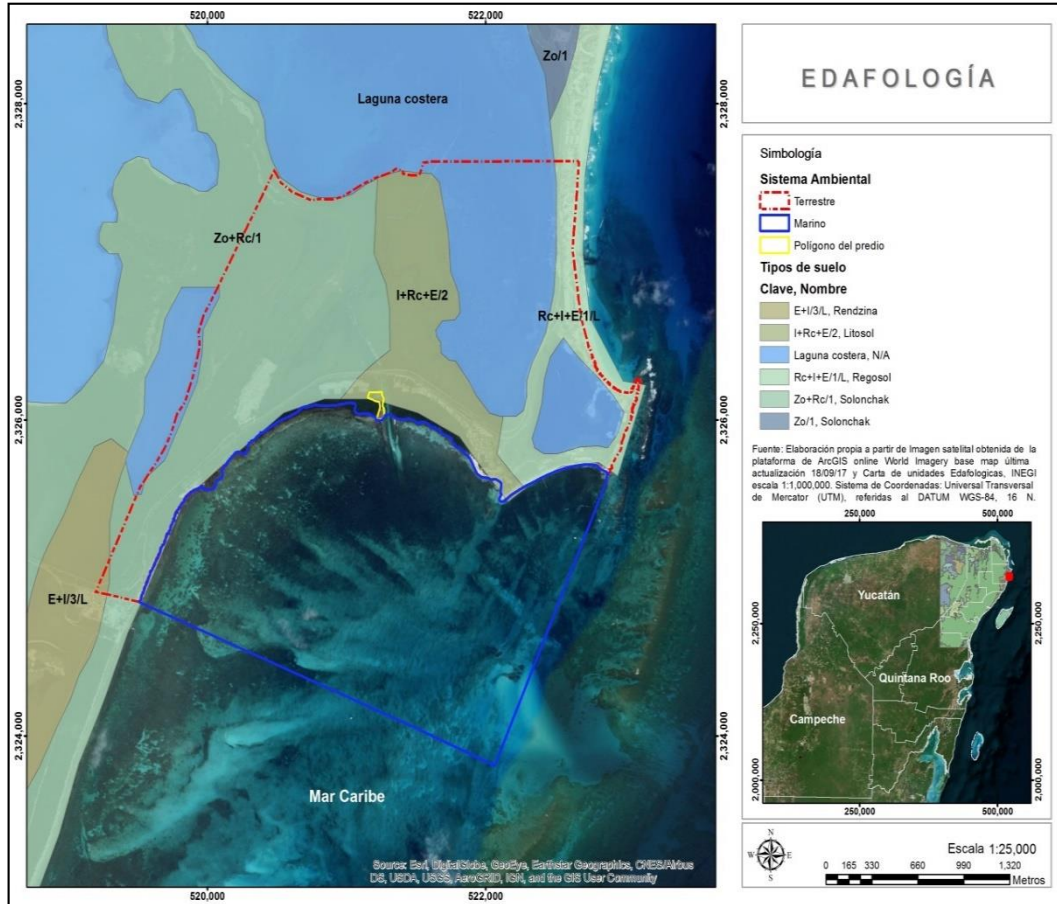 520,000
522,000
2,328,000
2,328,000
2,326,000
2,326,000
2,324,000
2,324,000
520,000
522,000
Zo/1
Laguna costera
Zo+Rc/1
I+Rc+E/2
Rc+I+E/1/L
E+I/3/L
Mar Caribe
Source: Esri, DigitalGlobe, GeoEye, Earthstar Geographics, CNES/Airbus
DS, USDA, USGS, AeroGRID, IGN, and the GIS User Community
EDAFOLOGÍA
Simbología
Sistema Ambiental
Terrestre
Marino
Polígono del predio
Tipos de suelo
Clave, Nombre
E+I/3/L, Rendzina
I+Rc+E/2, Litosol
Laguna costera, N/A
Rc+I+E/1/L, Regosol
Zo+Rc/1, Solonchak
Zo/1, Solonchak
Fuente: Elaboración propia a partir de Imagen satelital obtenida de la
plataforma de ArcGIS online World Imagery base map última
actualización 18/09/17 y Carta de unidades Edafologicas, INEGI
escala 1:1,000,000. Sistema de Coordenadas: Universal Transversal
de Mercator (UTM), referidas al DATUM WGS-84, 16 N.
250,000
500,000
2,250,000
2,250,000
2,000,000
2,000,000
Yucatán
Quintana Roo
Campeche
250,000
500,000
N
W
E
S
Escala 1:25,000
0 165 330 660 990 1,320
Metros